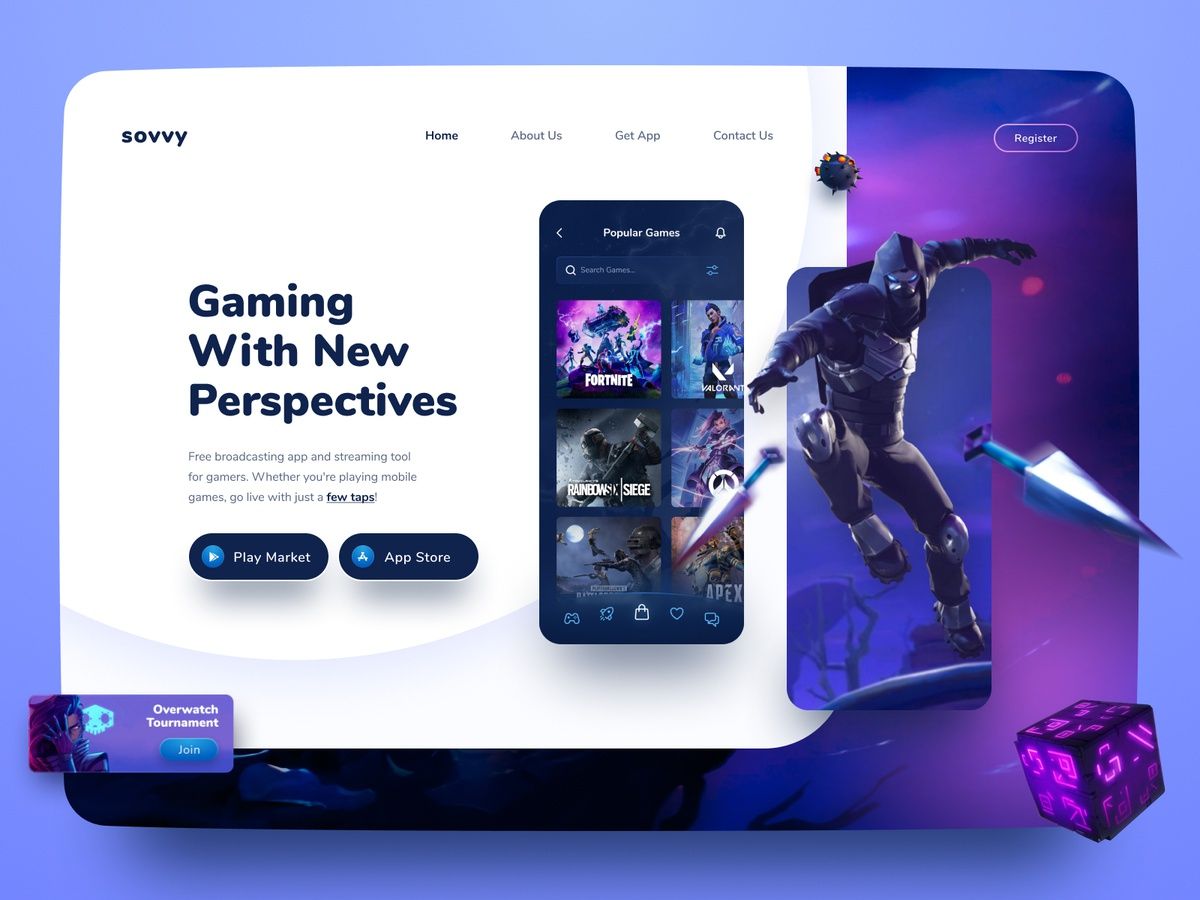 sovvy
Home
About Us
Get App
Contact Us
Register
Gaming
With New
Perspectives
Free broadcasting app and streaming tool
for gamers. Whether you're playing mobile
games, go live with just a few taps!
Play Market
App Store
Popular Games
Search Games...
FORTNITE
VALORANT
RAINBOW SIX | SIEGE
APEX
Overwatch
Tournament
Join